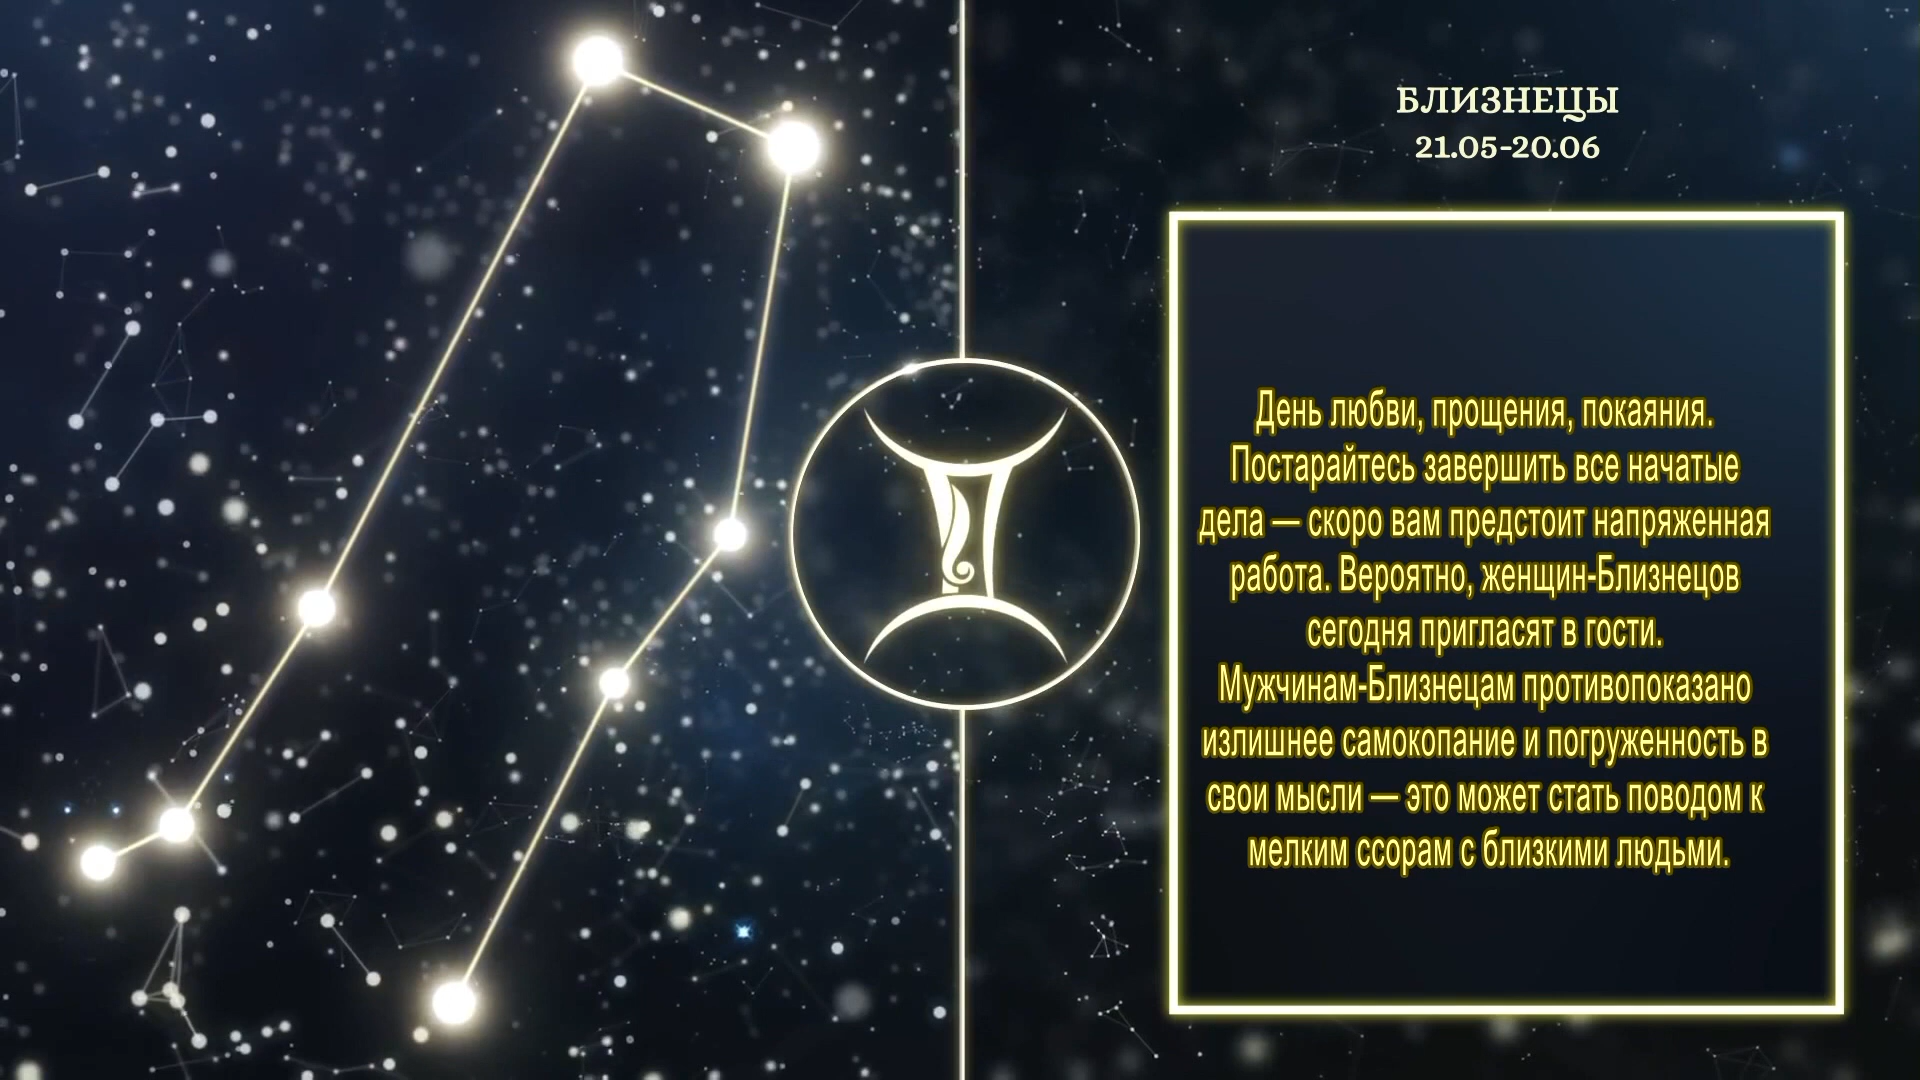 БЛИЗНЕЦЫ
21.05-20.06
День любви, прощения, покаяния.
Постарайтесь завершить все начатые
дела — скоро вам предстоит напряженная
работа. Вероятно, женщин-Близнецов
сегодня пригласят в гости.
Мужчинам-Близнецам противопоказано
излишнее самокопание и погруженность в
свои мысли — это может стать поводом к
мелким ссорам с близкими людьми.